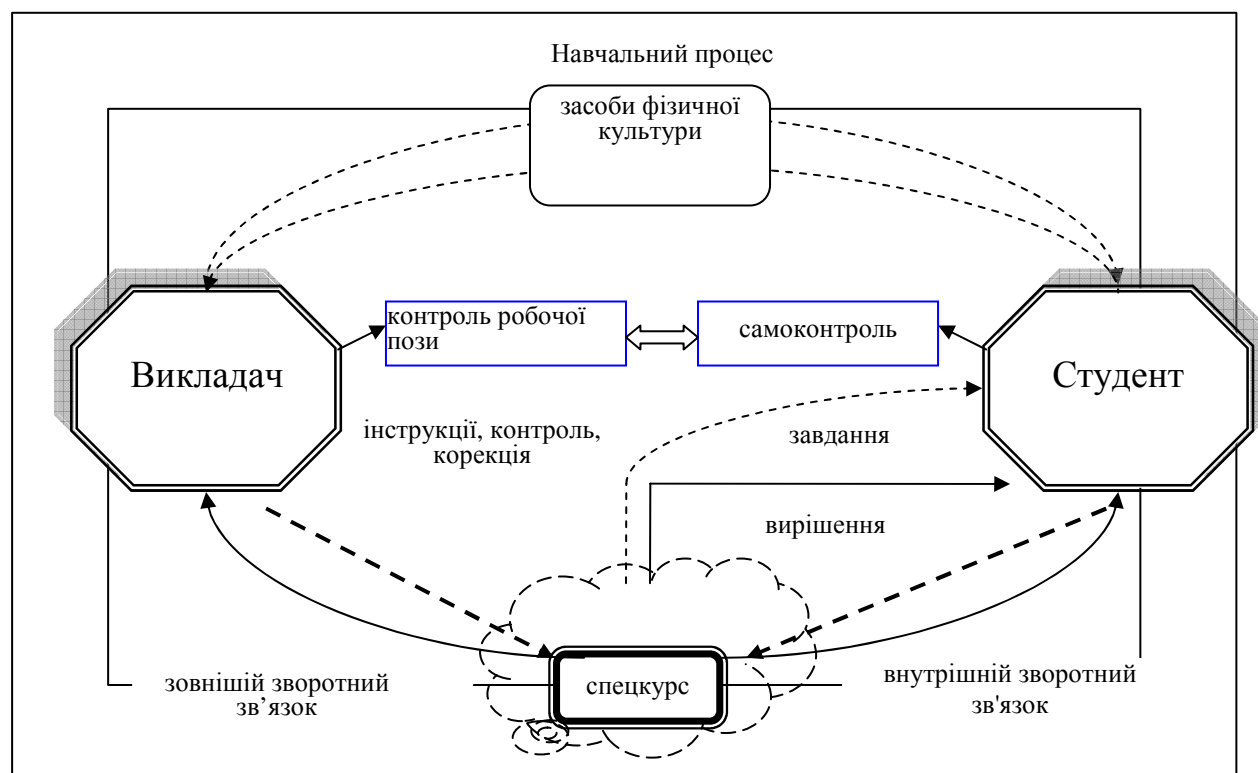 Навчальний процес
засоби фізичної
культури
контроль робочої
пози
самоконтроль
Викладач
Студент
інструкції, контроль,
корекція
завдання
вирішення
зовнішій зворотний
зв’язок
спецкурс
внутрішній зворотний
зв'язок